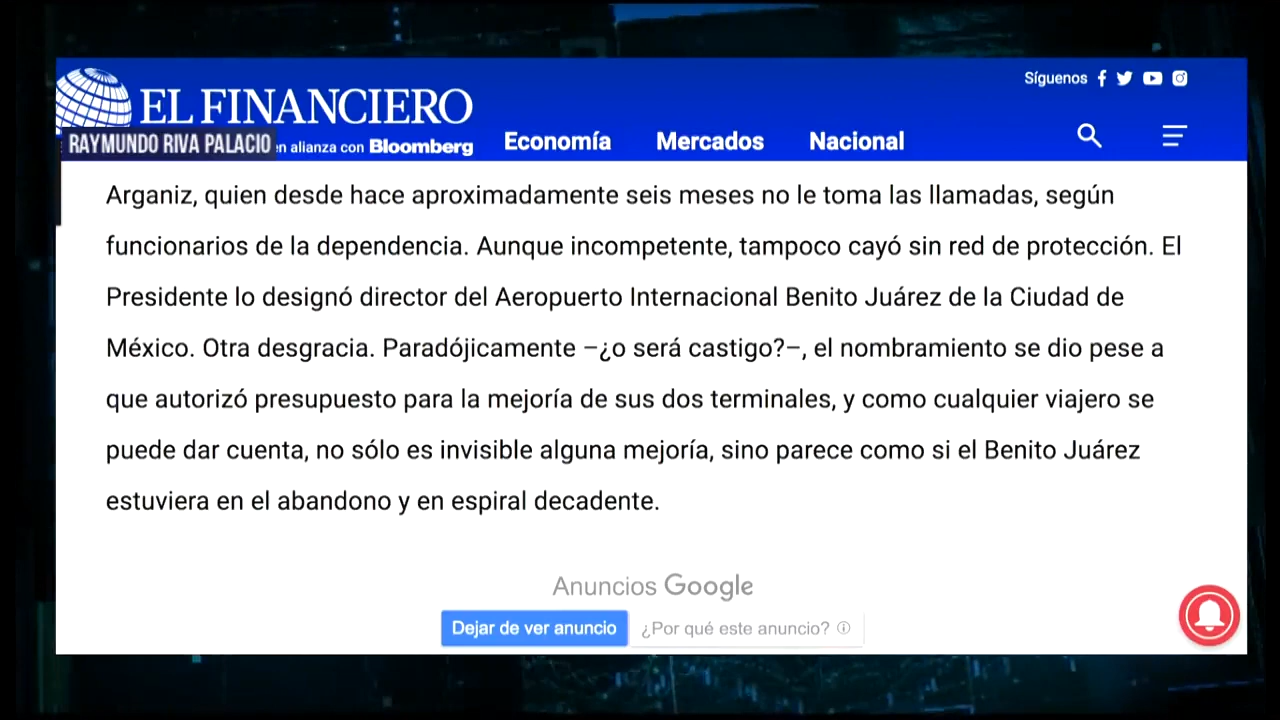 Síguenos
EL FINANCIERO
RAYMUNDO RIVA PALACIO
en alianza con Bloomberg
Economía
Mercados
Nacional
Arganiz, quien desde hace aproximadamente seis meses no le toma las llamadas, según
funcionarios de la dependencia. Aunque incompetente, tampoco cayó sin red de protección. El
Presidente lo designó director del Aeropuerto Internacional Benito Juárez de la Ciudad de
México. Otra desgracia. Paradójicamente –¿o será castigo?–, el nombramiento se dio pese a
que autorizó presupuesto para la mejoría de sus dos terminales, y como cualquier viajero se
puede dar cuenta, no sólo es invisible alguna mejoría, sino parece como si el Benito Juárez
estuviera en el abandono y en espiral decadente.
Anuncios Google
Dejar de ver anuncio
¿Por qué este anuncio?